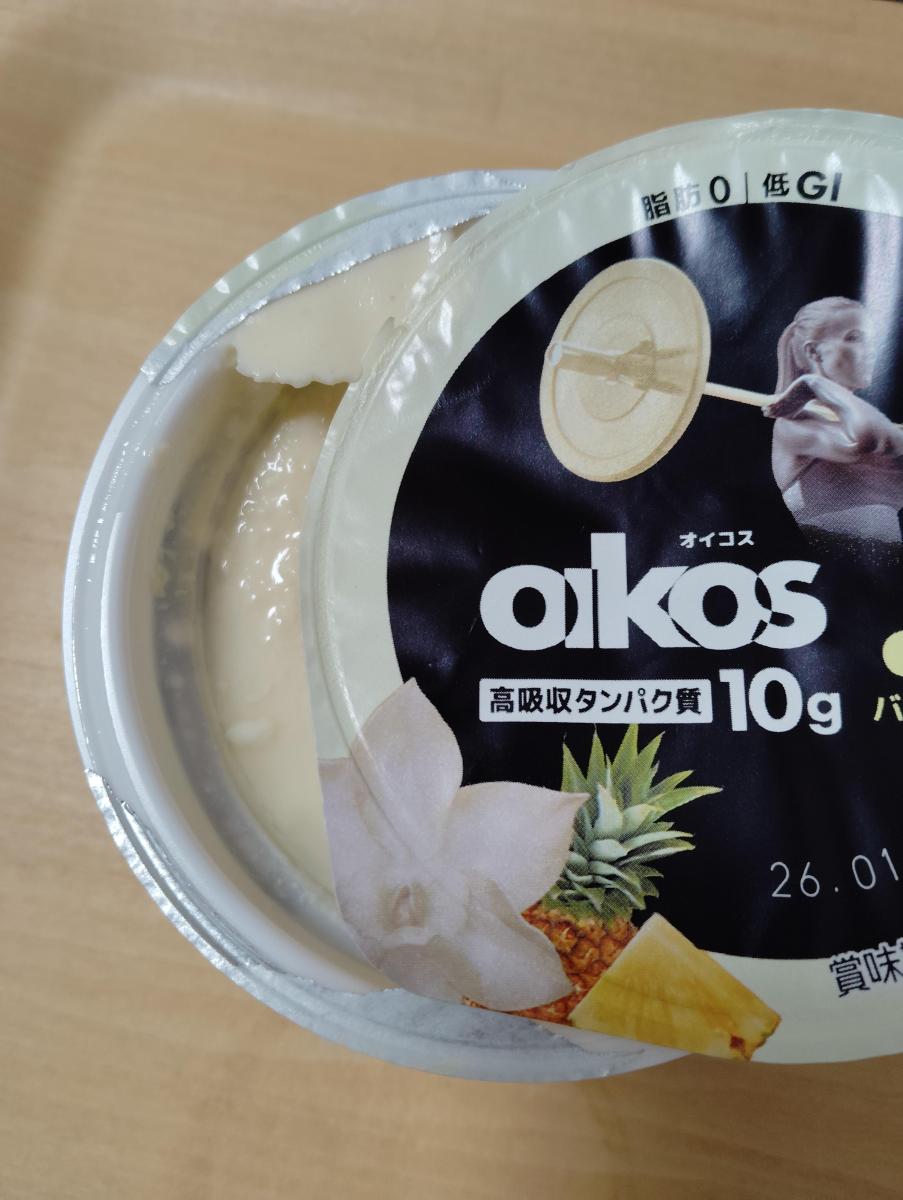 脂肪0|低GI
オイコス
oikos
高吸収タンパク質 10g
バ
26.01
賞味